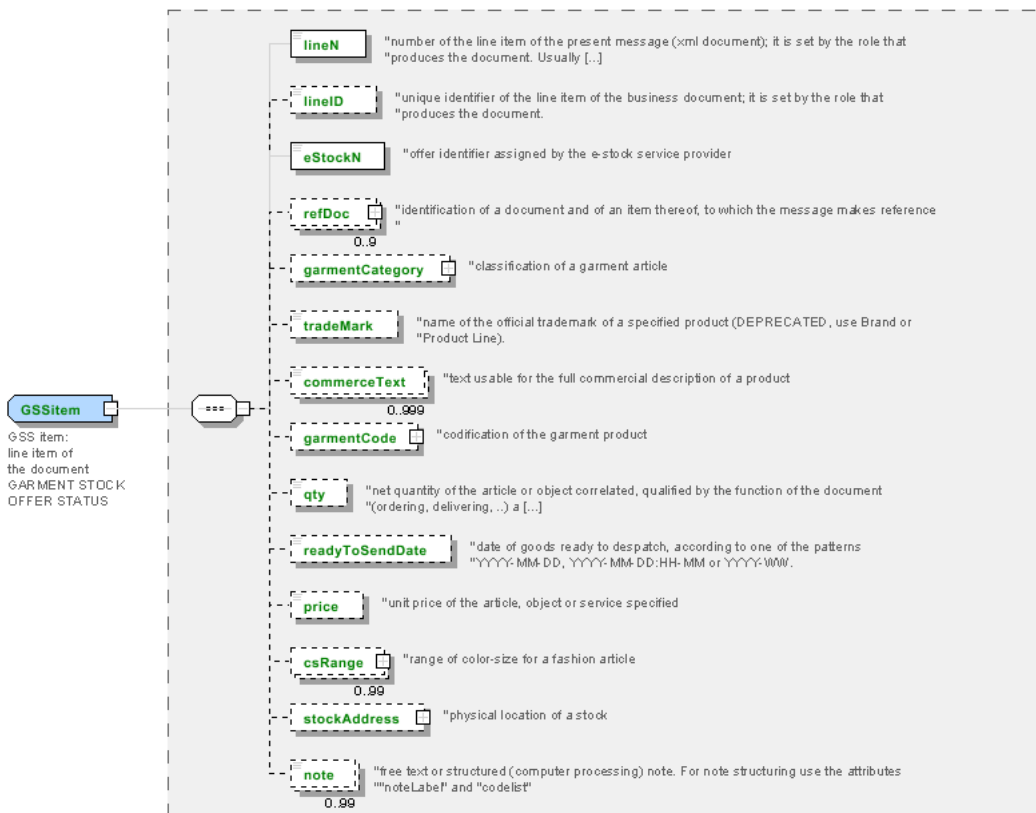 lineN
"number of the line item of the present message (xml document); it is set by the role that
"produces the document. Usually [...]
lineID
"unique identifier of the line item of the business document; it is set by the role that
"produces the document.
eStockN
"offer identifier assigned by the e-stock service provider
refDoc
"identification of a document and of an item thereof, to which the message makes reference
"
0..9
garmentCategory
"classification of a garment article
tradeMark
"name of the official trademark of a specified product (DEPRECATED, use Brand or
"Product Line).
commerceText
"text usable for the full commercial description of a product
0..999
GSSitem
GSS item:
line item of
the document
GARMENT STOCK
OFFER STATUS
garmentCode
"codification of the garment product
qty
"net quantity of the article or object correlated, qualified by the function of the document
"(ordering, delivering, ..) a [...]
readyToSendDate
"date of goods ready to despatch, according to one of the patterns
"YYYY-MM-DD, YYYY-MM-DD:HH-MM or YYYY-WW.
price
"unit price of the article, object or service specified
csRange
"range of color-size for a fashion article
0..99
stockAddress
"physical location of a stock
note
"free text or structured (computer processing) note. For note structuring use the attributes
""noteLabel" and "codelist"
0..99